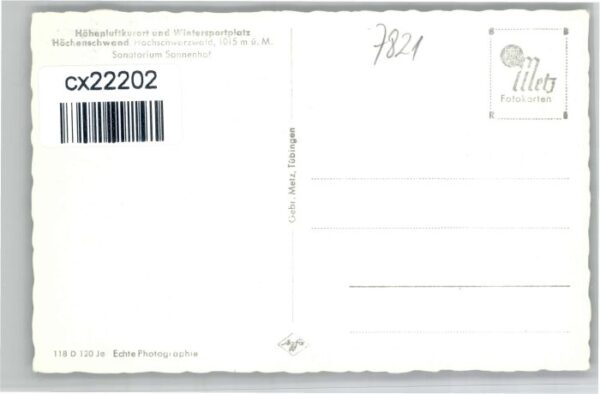 Höhenluftkurort und Wintersportplatz
Höchenschwand Hochschwarzwald, 1015 m ü. M.
Sanatorium Sonnenhof
cx22202
7821
Metz
Fotokarten
Gebr. Metz, Tübingen
Agfa
118 D 120 Je Echte Photographie